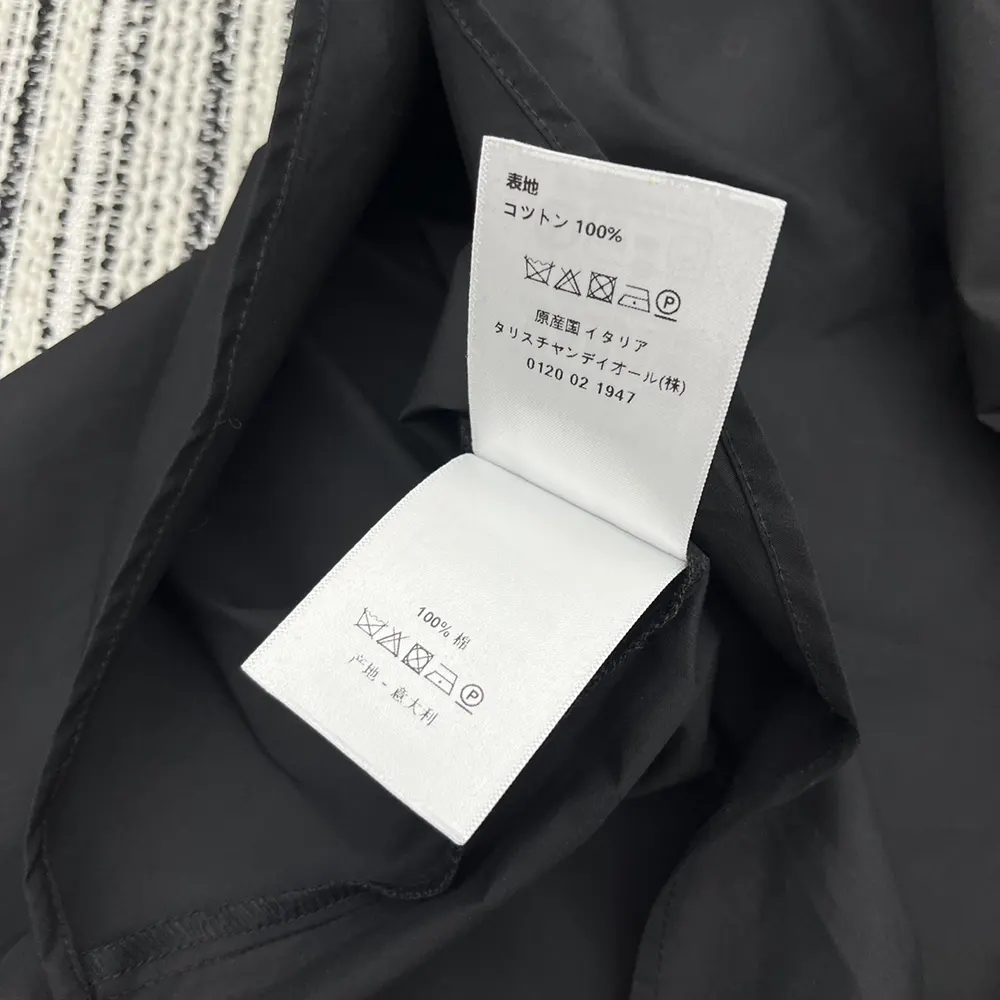 表地
コットン 100%
P
原産国 イタリア
タリスチャンディオール(株)
0120 02 1947
100% 棉
P
产地 - 意大利